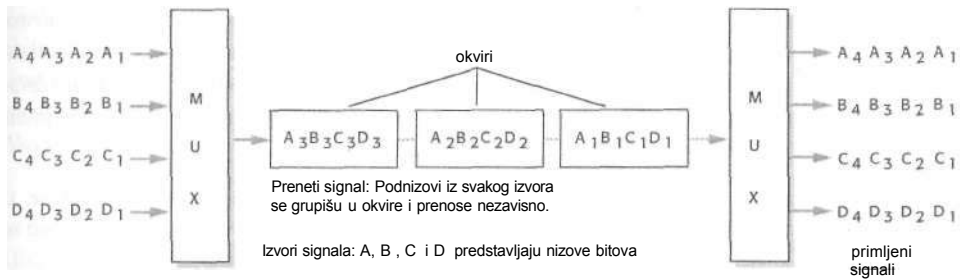 A4 A3 A2 A1
B4 B3 B2 B1
C4 C3 C2 C1
D4 D3 D2 D1
M
U
X
okviri
A3B3C3D3
A2B2C2D2
A1B1C1D1
Preneti signal: Podnizovi iz svakog izvora
se grupišu u okvire i prenose nezavisno.
Izvori signala: A, B , C i D predstavljaju nizove bitova
M
U
X
A4 A3 A2 A1
B4 B3 B2 B1
C4 C3 C2 C1
D4 D3 D2 D1
primljeni
signali